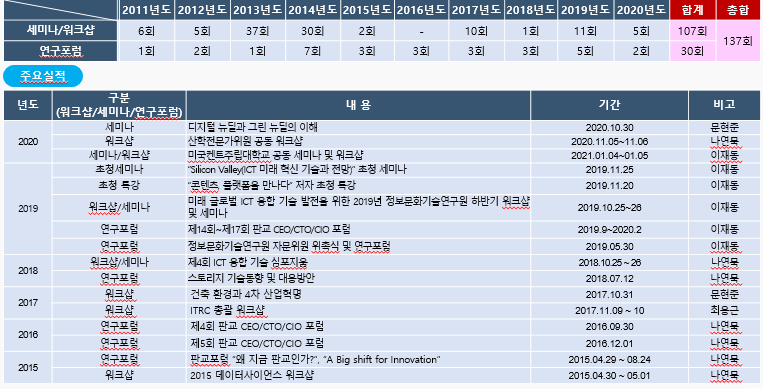 2011년도 2012년도 2013년도 2014년도 2015년도 2016년도 2017년도 2018년도 2019년도 2020년도 합계 총합
세미나/워크샵 6회 5회 37회 30회 2회 - 10회 1회 11회 5회 107회 137회
연구포럼 1회 2회 1회 7회 3회 3회 3회 3회 5회 2회 30회
주요실적
년도 구분 (워크샵/세미나/연구포럼) 내 용 기간 비고
2020 세미나 디지털 뉴딜과 그린 뉴딜의 이해 2020.10.30 문현준
워크샵 산학전문가위원 공동 워크샵 2020.11.05~11.06 나연묵
세미나/워크샵 미국켄트주립대학교 공동 세미나 및 워크샵 2021.01.04~01.05 이재동
2019 초청세미나 "Silicon Valley(ICT 미래 혁신 기술과 전망)" 초청 세미나 2019.11.25 이재동
초청 특강 "콘텐츠, 플랫폼을 만나다" 저자 초청 특강 2019.11.20 이재동
워크샵/세미나 미래 글로벌 ICT 융합 기술 발전을 위한 2019년 정보문화기술연구원 하반기 워크샵 및 세미나 2019.10.25~26 이재동
연구포럼 제14회~제17회 판교 CEO/CTO/CIO 포럼 2019.9~2020.2 이재동
연구포럼 정보문화기술연구원 자문위원 위촉식 및 연구포럼 2019.05.30 이재동
2018 워크샵/세미나 제4회 ICT 융합 기술 심포지움 2018.10.25 ~ 26 나연묵
연구포럼 스토리지 기술동향 및 대응방안 2018.07.12 나연묵
2017 워크샵 건축 환경과 4차 산업혁명 2017.10.31 문현준
워크샵 ITRC 총괄 워크샵 2017.11.09 ~ 10 최용근
2016 연구포럼 제4회 판교 CEO/CTO/CIO 포럼 2016.09.30 나연묵
연구포럼 제5회 판교 CEO/CTO/CIO 포럼 2016.12.01 나연묵
2015 연구포럼 판교포럼 "왜 지금 판교인가?", "A Big shift for Innovation" 2015.04.29 ~ 08.24 나연묵
워크샵 2015 데이터사이언스 워크샵 2015.04.30 ~ 05.01 나연묵